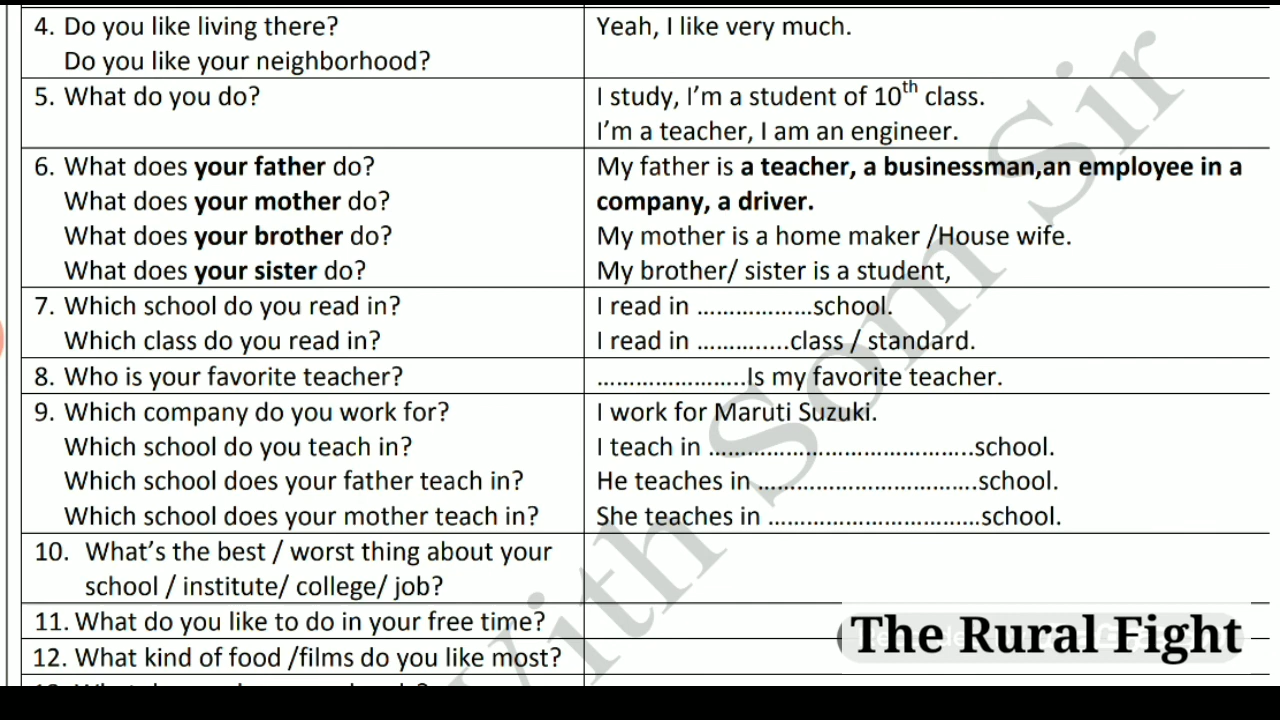 4. Do you like living there?
Do you like your neighborhood?
Yeah, I like very much.
5. What do you do?
I study, I'm a student of 10th class.
I'm a teacher, I am an engineer.
6. What does your father do?
What does your mother do?
What does your brother do?
What does your sister do?
My father is a teacher, a businessman,an employee in a
company, a driver.
My mother is a home maker /House wife.
My brother/ sister is a student,
7. Which school do you read in?
Which class do you read in?
I read in ..................school.
I read in ..............class / standard.
8. Who is your favorite teacher?
.......................Is my favorite teacher.
9. Which company do you work for?
Which school do you teach in?
Which school does your father teach in?
Which school does your mother teach in?
I work for Maruti Suzuki.
I teach in .........................................school.
He teaches in ..................................school.
She teaches in .................................school.
10. What's the best / worst thing about your
school / institute/ college/ job?
11. What do you like to do in your free time?
12. What kind of food /films do you like most?
With Som Sir
The Rural Fight